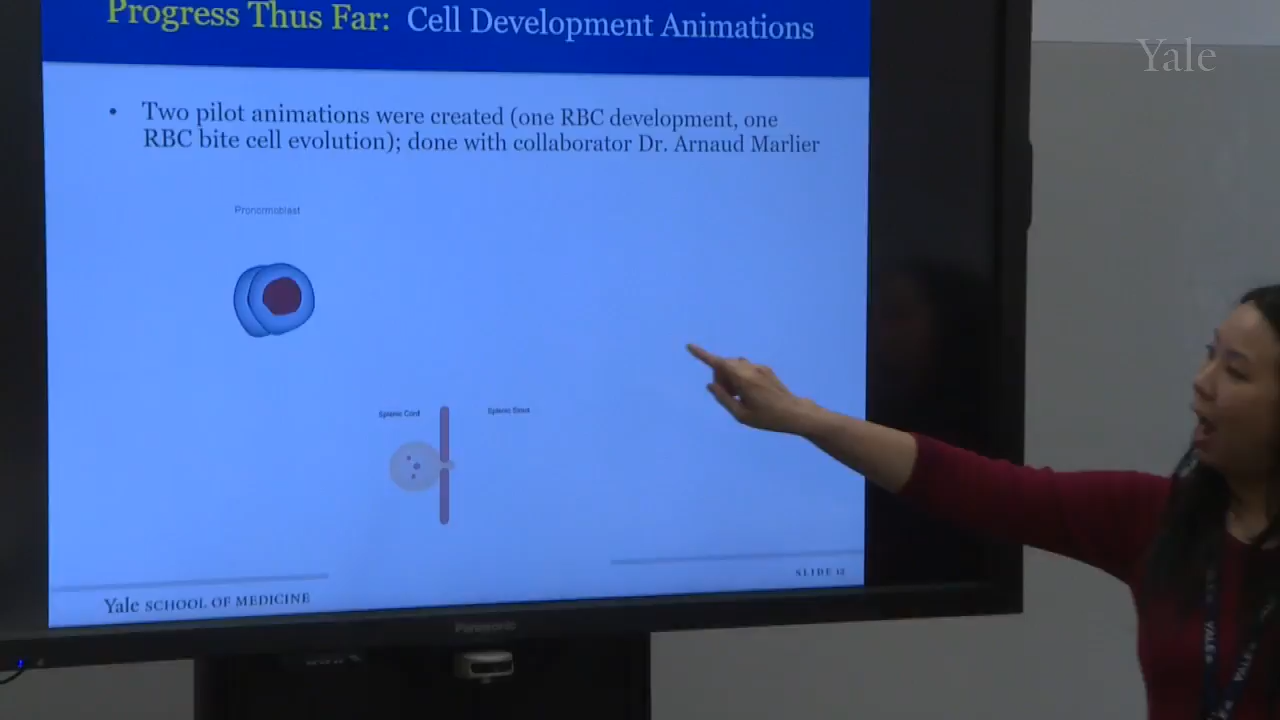 Progress Thus Far: Cell Development Animations
Yale
• Two pilot animations were created (one RBC development, one
RBC bite cell evolution); done with collaborator Dr. Arnaud Marlier
Pronormoblast
Splenic Cord
Splenic Sinus
SLIDE 12
Yale SCHOOL OF MEDICINE
Panasonic
YALE
YALE